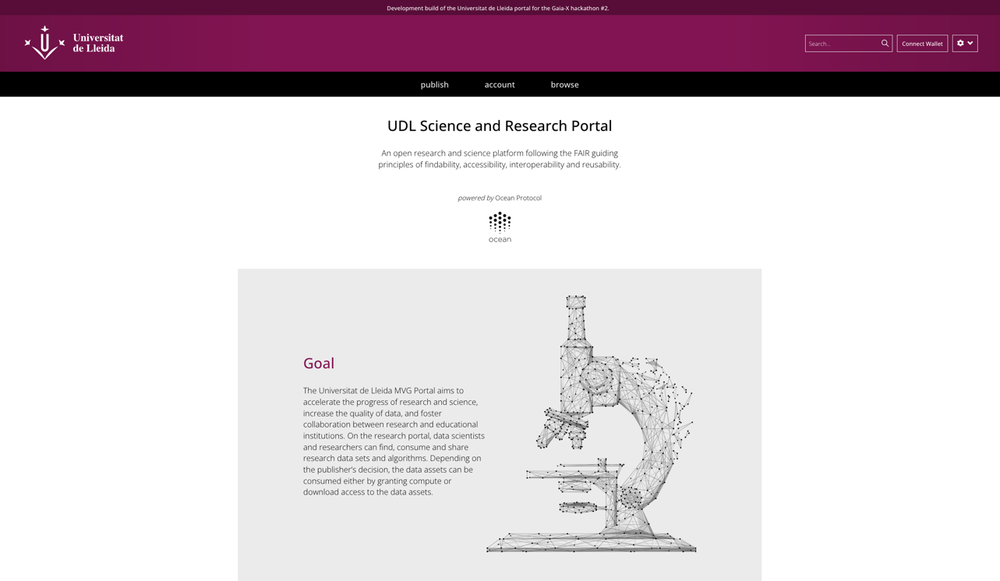 Development build of the Universitat de Lleida portal for the Gaia-X hackathon #2.
Universitat
de Lleida
Search...
Connect Wallet
publish
account
browse
UDL Science and Research Portal
An open research and science platform following the FAIR guiding
principles of findability, accessibility, interoperability and reusability.
powered by Ocean Protocol
ocean
Goal
The Universitat de Lleida MVG Portal aims to
accelerate the progress of research and science,
increase the quality of data, and foster
collaboration between research and educational
institutions. On the research portal, data scientists
and researchers can find, consume and share
research data sets and algorithms. Depending on
the publisher's decision, the data assets can be
consumed either by granting compute or
download access to the data assets.